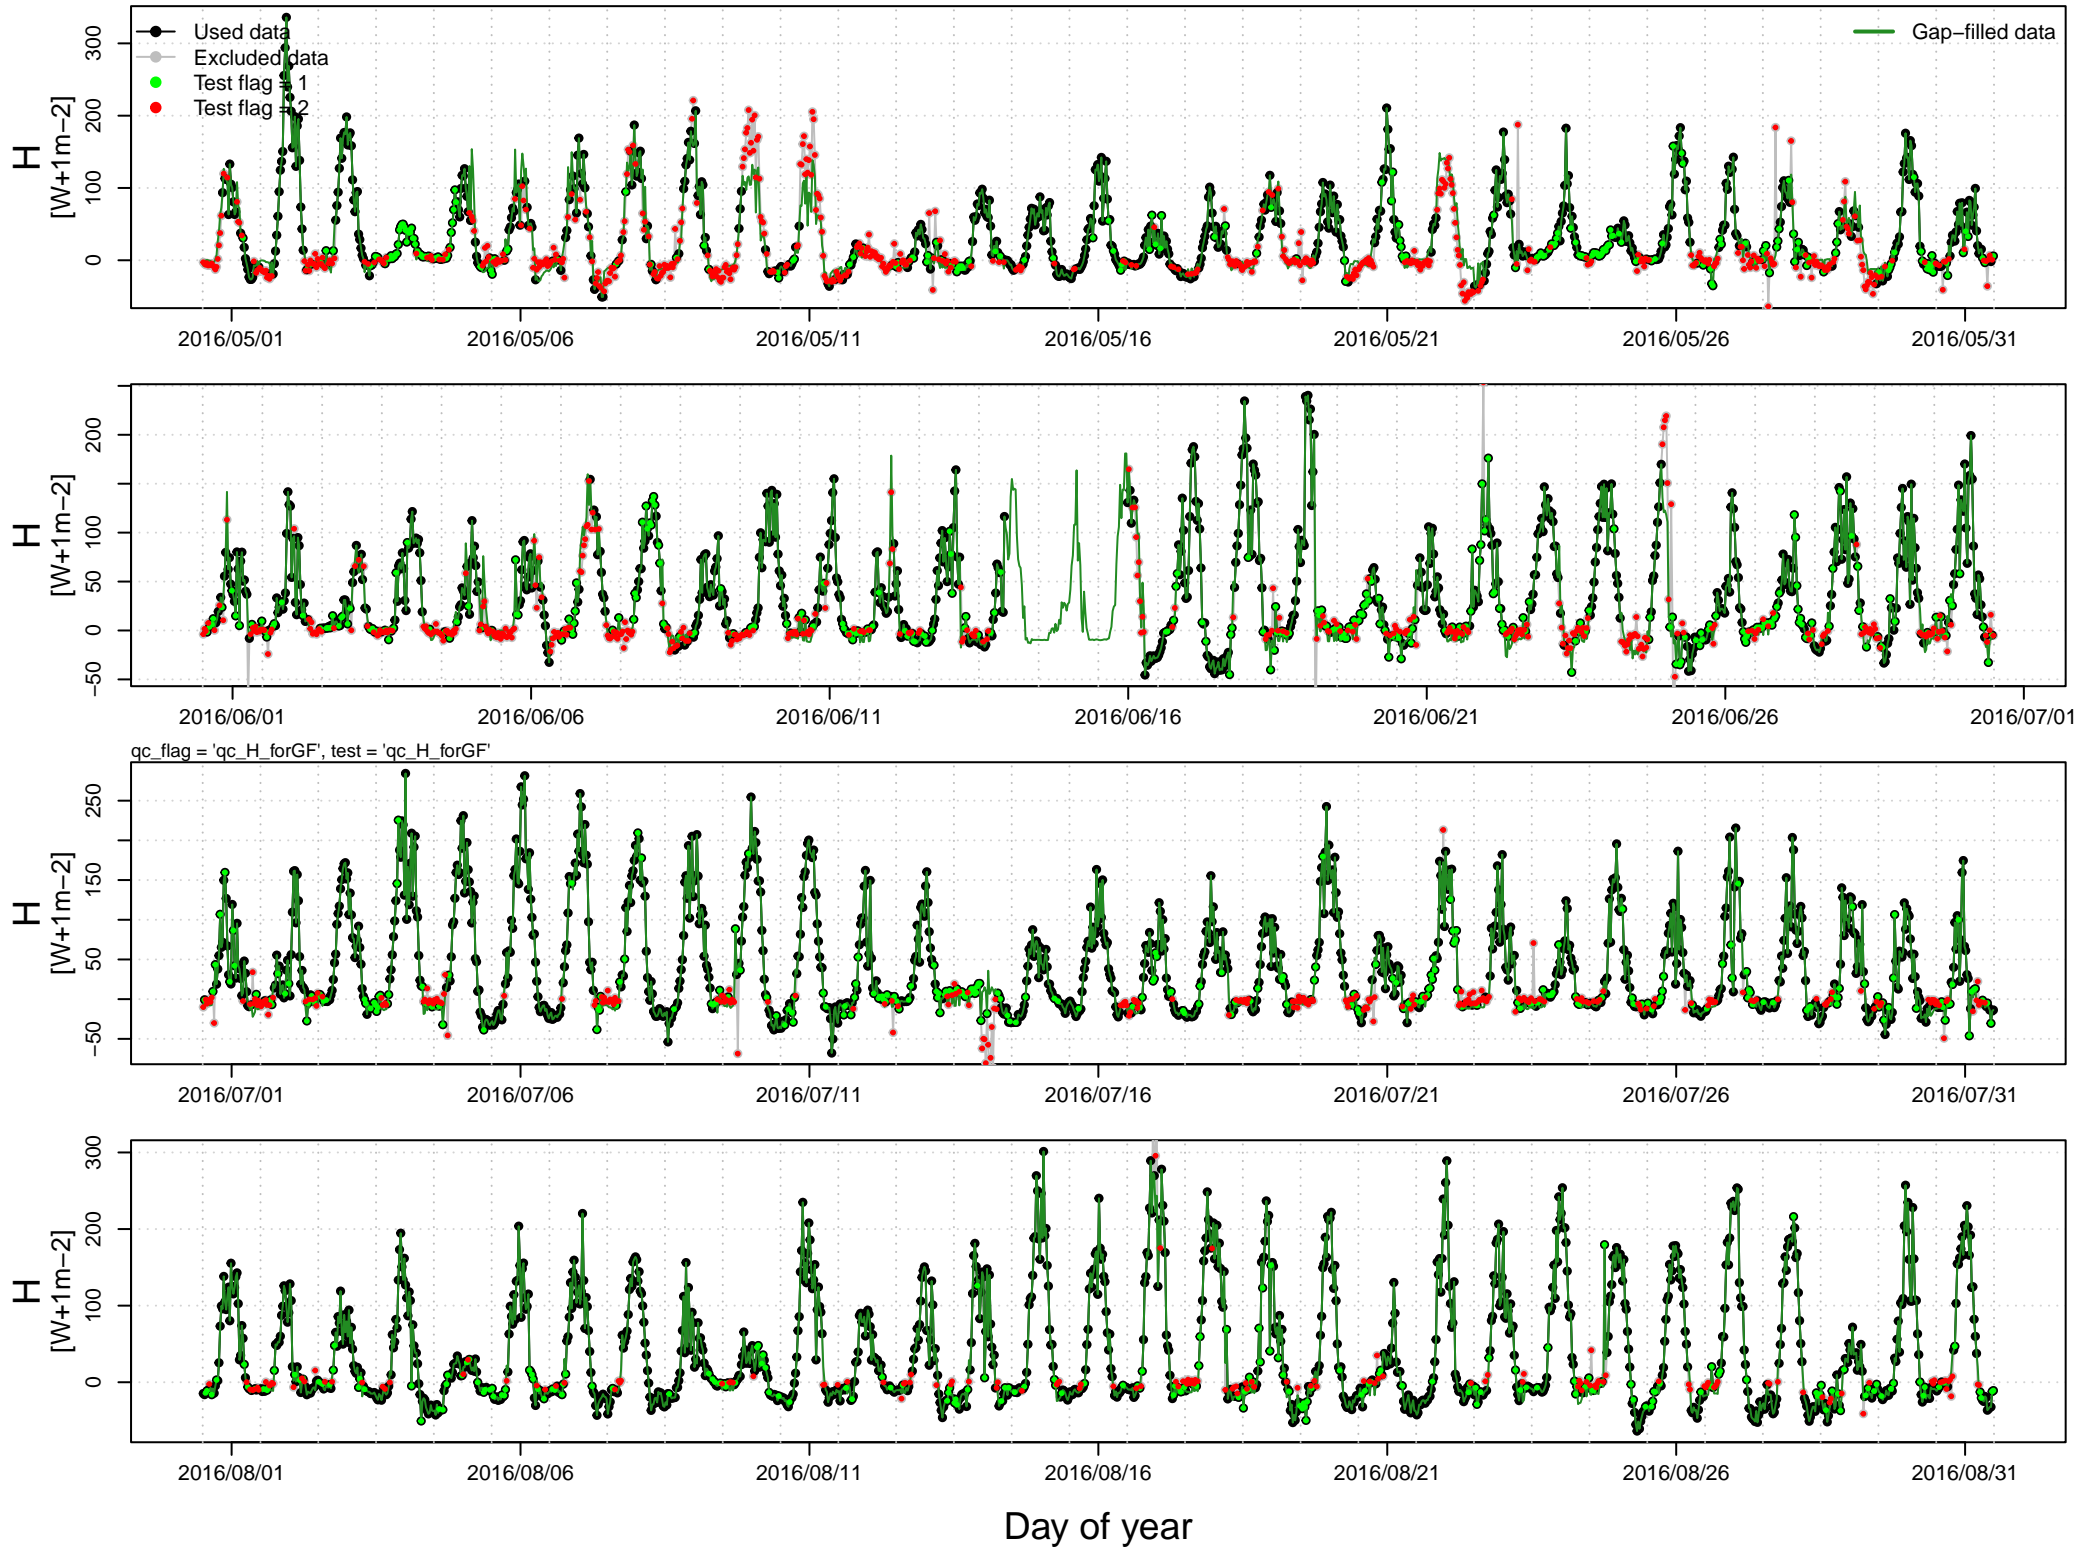 Used data
Excluded data
Test flag = 1
Test flag = 2
Gap−filled data
H
[W+1m−2]
300
200
100
0
2016/05/01 2016/05/06 2016/05/11 2016/05/16 2016/05/21 2016/05/26 2016/05/31
H
[W+1m−2]
200
100
50
0
−50
2016/06/01 2016/06/06 2016/06/11 2016/06/16 2016/06/21 2016/06/26 2016/07/01
qc_flag = 'qc_H_forGF', test = 'qc_H_forGF'
H
[W+1m−2]
250
150
50
−50
2016/07/01 2016/07/06 2016/07/11 2016/07/16 2016/07/21 2016/07/26 2016/07/31
H
[W+1m−2]
300
200
100
0
2016/08/01 2016/08/06 2016/08/11 2016/08/16 2016/08/21 2016/08/26 2016/08/31
Day of year